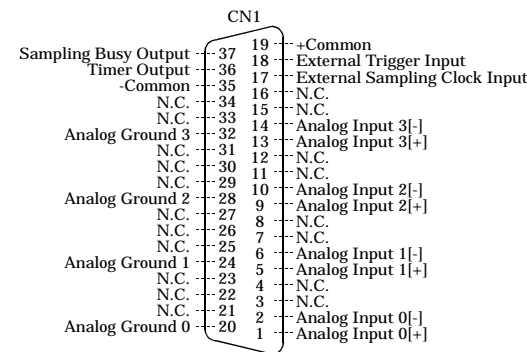 CN1
19 +Common
Sampling Busy Output 37
18 External Trigger Input
Timer Output 36
17 External Sampling Clock Input
-Common 35
16 N.C.
N.C. 34
15 N.C.
N.C. 33
14 Analog Input 3[-]
Analog Ground 3 32
13 Analog Input 3[+]
N.C. 31
12 N.C.
N.C. 30
11 N.C.
N.C. 29
10 Analog Input 2[-]
Analog Ground 2 28
9 Analog Input 2[+]
N.C. 27
8 N.C.
N.C. 26
7 N.C.
N.C. 25
6 Analog Input 1[-]
Analog Ground 1 24
5 Analog Input 1[+]
N.C. 23
4 N.C.
N.C. 22
3 N.C.
N.C. 21
2 Analog Input 0[-]
Analog Ground 0 20
1 Analog Input 0[+]